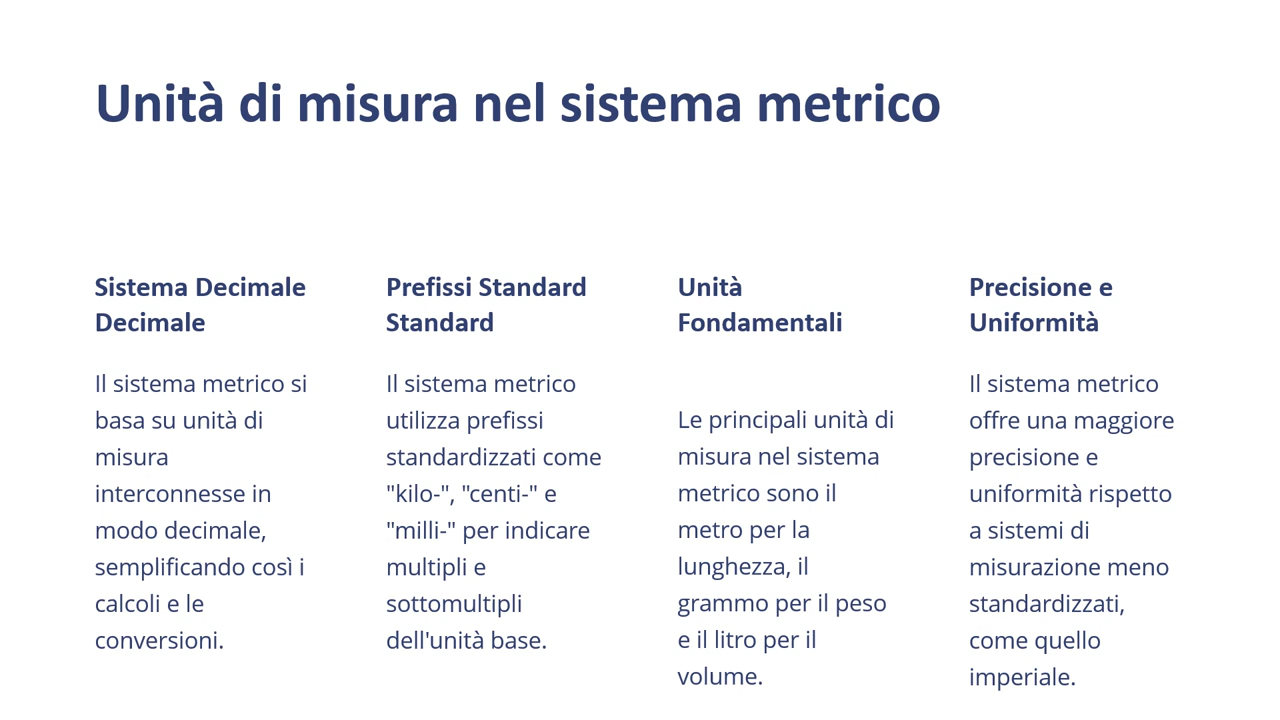 Unità di misura nel sistema metrico
Sistema Decimale
Decimale
Il sistema metrico si
basa su unità di
misura
interconnesse in
modo decimale,
semplificando così i
calcoli e le
conversioni.
Prefissi Standard
Standard
Il sistema metrico
utilizza prefissi
standardizzati come
"kilo-", "centi-" e
"milli-" per indicare
multipli e
sottomultipli
dell'unità base.
Unità
Fondamentali
Le principali unità di
misura nel sistema
metrico sono il
metro per la
lunghezza, il
grammo per il peso
e il litro per il
volume.
Precisione e
Uniformità
Il sistema metrico
offre una maggiore
precisione e
uniformità rispetto
a sistemi di
misurazione meno
standardizzati,
come quello
imperiale.